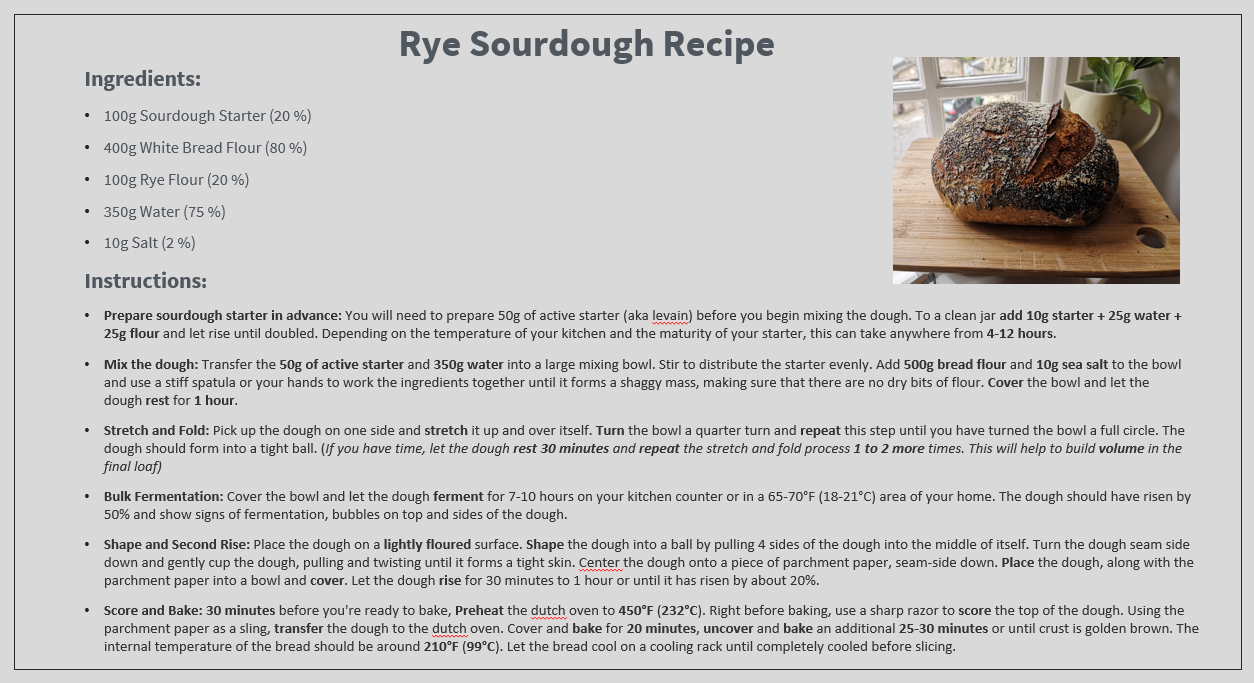 Rye Sourdough Recipe
Ingredients:
• 100g Sourdough Starter (20 %)
• 400g White Bread Flour (80 %)
• 100g Rye Flour (20 %)
• 350g Water (75 %)
• 10g Salt (2 %)
Instructions:
• Prepare sourdough starter in advance: You will need to prepare 50g of active starter (aka levain) before you begin mixing the dough. To a clean jar add 10g starter + 25g water +
25g flour and let rise until doubled. Depending on the temperature of your kitchen and the maturity of your starter, this can take anywhere from 4-12 hours.
• Mix the dough: Transfer the 50g of active starter and 350g water into a large mixing bowl. Stir to distribute the starter evenly. Add 500g bread flour and 10g sea salt to the bowl
and use a stiff spatula or your hands to work the ingredients together until it forms a shaggy mass, making sure that there are no dry bits of flour. Cover the bowl and let the
dough rest for 1 hour.
• Stretch and Fold: Pick up the dough on one side and stretch it up and over itself. Turn the bowl a quarter turn and repeat this step until you have turned the bowl a full circle. The
dough should form into a tight ball. (If you have time, let the dough rest 30 minutes and repeat the stretch and fold process 1 to 2 more times. This will help to build volume in the
final loaf)
• Bulk Fermentation: Cover the bowl and let the dough ferment for 7-10 hours on your kitchen counter or in a 65-70°F (18-21°C) area of your home. The dough should have risen by
50% and show signs of fermentation, bubbles on top and sides of the dough.
• Shape and Second Rise: Place the dough on a lightly floured surface. Shape the dough into a ball by pulling 4 sides of the dough into the middle of itself. Turn the dough seam side
down and gently cup the dough, pulling and twisting until it forms a tight skin. Center the dough onto a piece of parchment paper, seam-side down. Place the dough, along with the
parchment paper into a bowl and cover. Let the dough rise for 30 minutes to 1 hour or until it has risen by about 20%.
• Score and Bake: 30 minutes before you're ready to bake, Preheat the dutch oven to 450°F (232°C). Right before baking, use a sharp razor to score the top of the dough. Using the
parchment paper as a sling, transfer the dough to the dutch oven. Cover and bake for 20 minutes, uncover and bake an additional 25-30 minutes or until crust is golden brown. The
internal temperature of the bread should be around 210°F (99°C). Let the bread cool on a cooling rack until completely cooled before slicing.